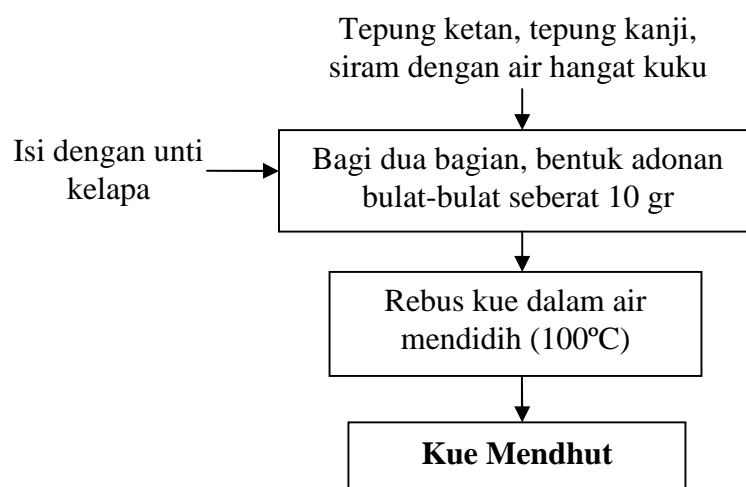 Tepung ketan, tepung kanji,
siram dengan air hangat kuku
Isi dengan unti
kelapa
Bagi dua bagian, bentuk adonan
bulat-bulat seberat 10 gr
Rebus kue dalam air
mendidih (100ºC)
Kue Mendhut